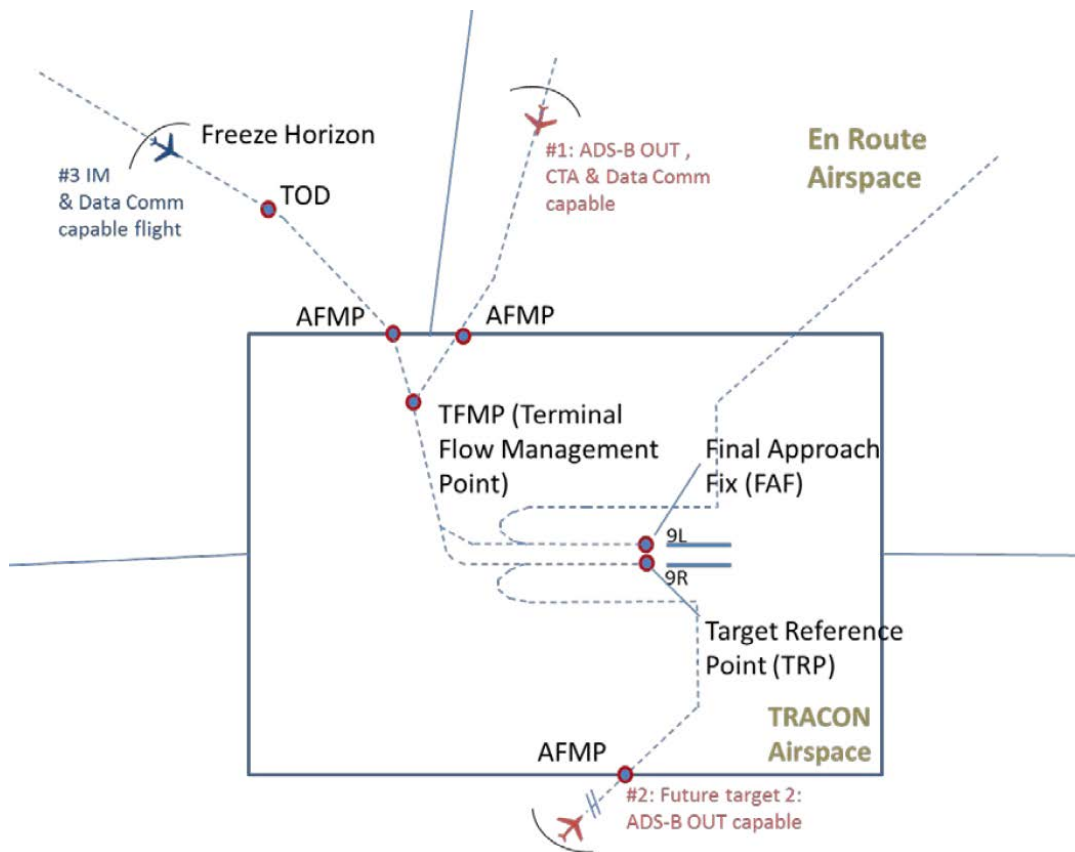 Freeze Horizon
#3 IM
& Data Comm
capable flight
TOD
#1: ADS-B OUT ,
CTA & Data Comm
capable
En Route
Airspace
AFMP
AFMP
TFMP (Terminal
Flow Management
Point)
Final Approach
Fix (FAF)
9L
9R
Target Reference
Point (TRP)
TRACON
Airspace
AFMP
#2: Future target 2:
ADS-B OUT capable